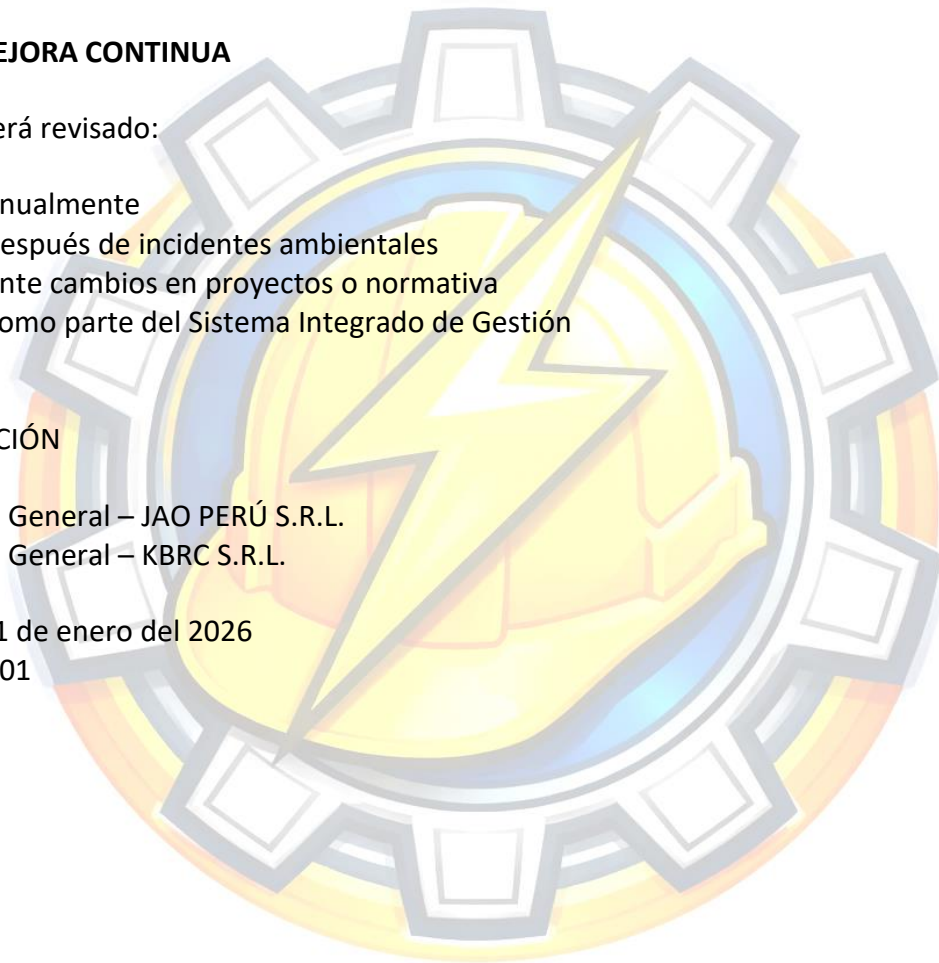 EJORA CONTINUA
erá revisado:
nualmente
espués de incidentes ambientales
nte cambios en proyectos o normativa
omo parte del Sistema Integrado de Gestión
CIÓN
General – JAO PERÚ S.R.L.
General – KBRC S.R.L.
1 de enero del 2026
01